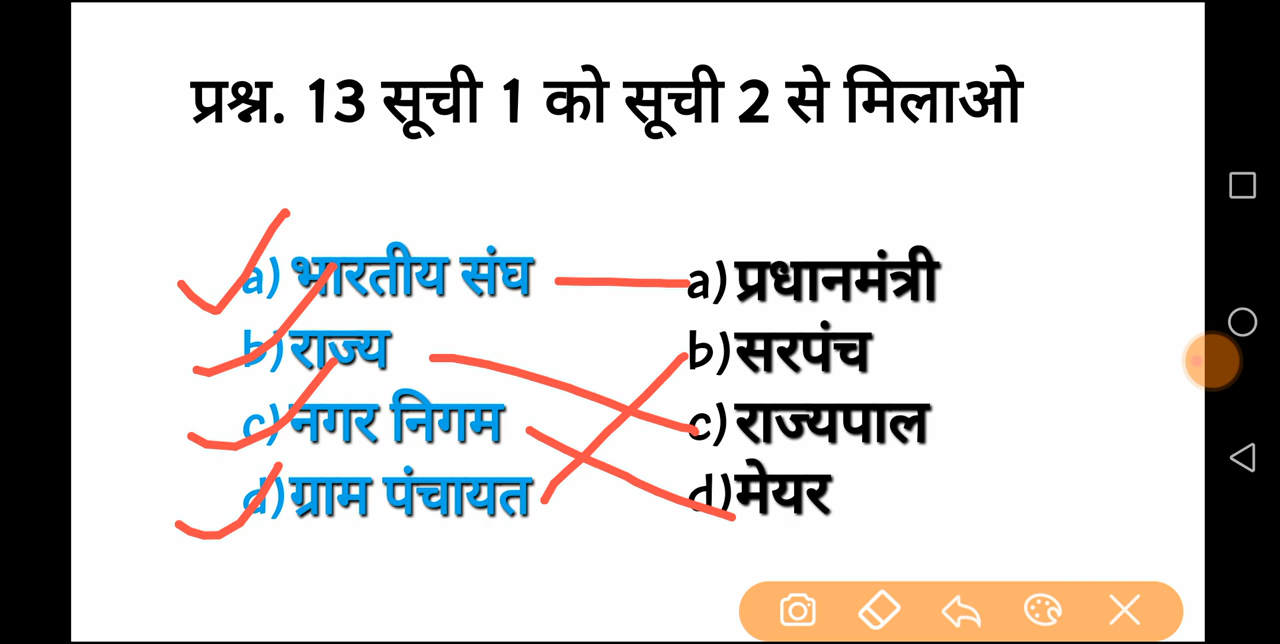 प्रश्न. 13 सूची 1 को सूची 2 से मिलाओ
a) भारतीय संघ a) प्रधानमंत्री
b) राज्य b) सरपंच
c) नगर निगम c) राज्यपाल
d) ग्राम पंचायत d) मेयर